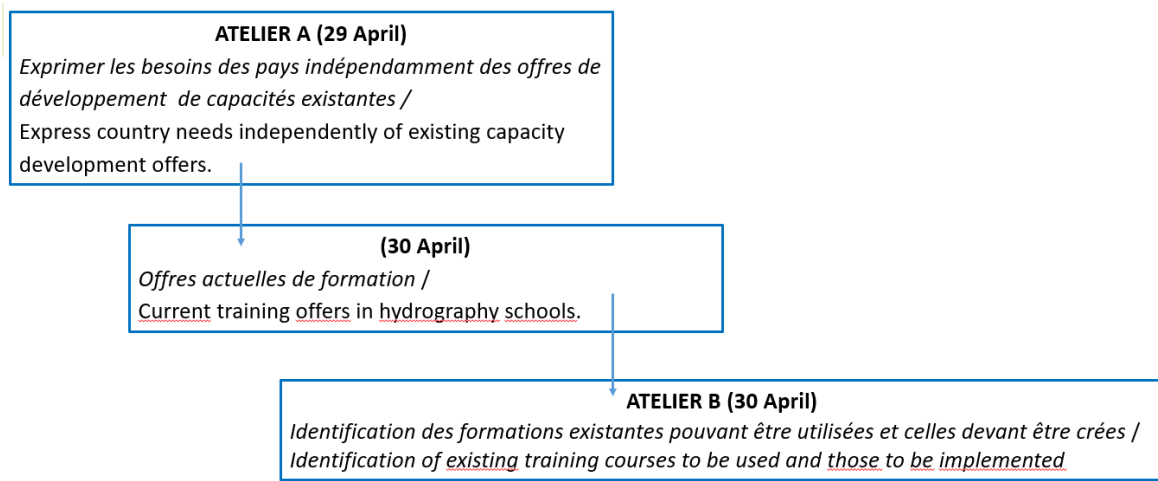 ATELIER A (29 April)
Exprimer les besoins des pays indépendamment des offres de
développement de capacités existantes /
Express country needs independently of existing capacity
development offers.
(30 April)
Offres actuelles de formation /
Current training offers in hydrography schools.
ATELIER B (30 April)
Identification des formations existantes pouvant être utilisées et celles devant être crées /
Identification of existing training courses to be used and those to be implemented